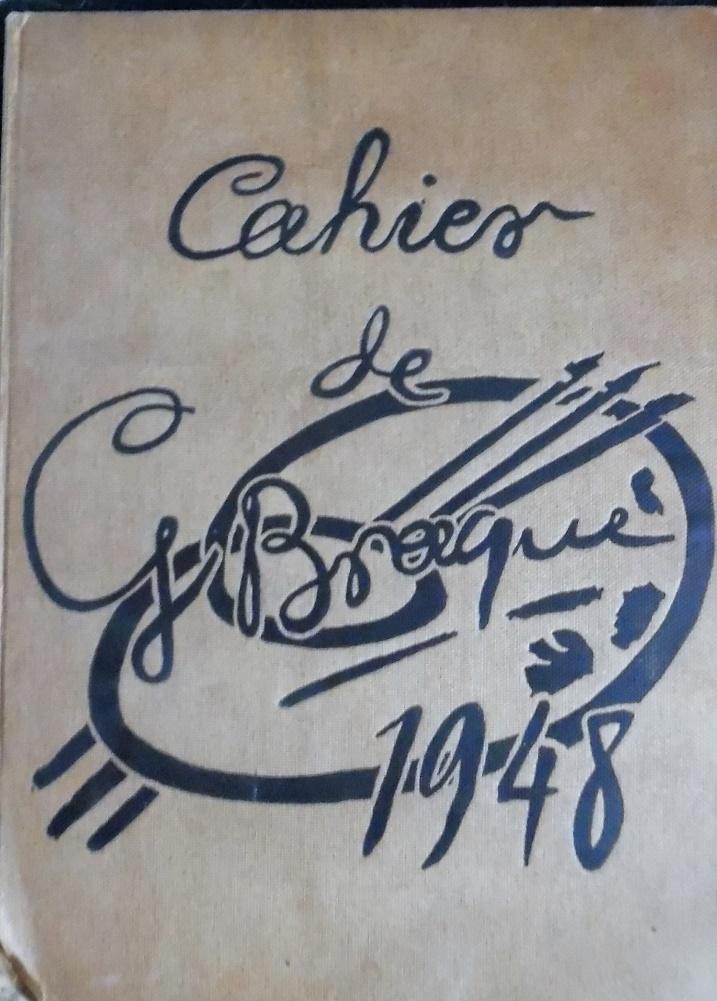 Cahier
de
G. Braque
1948